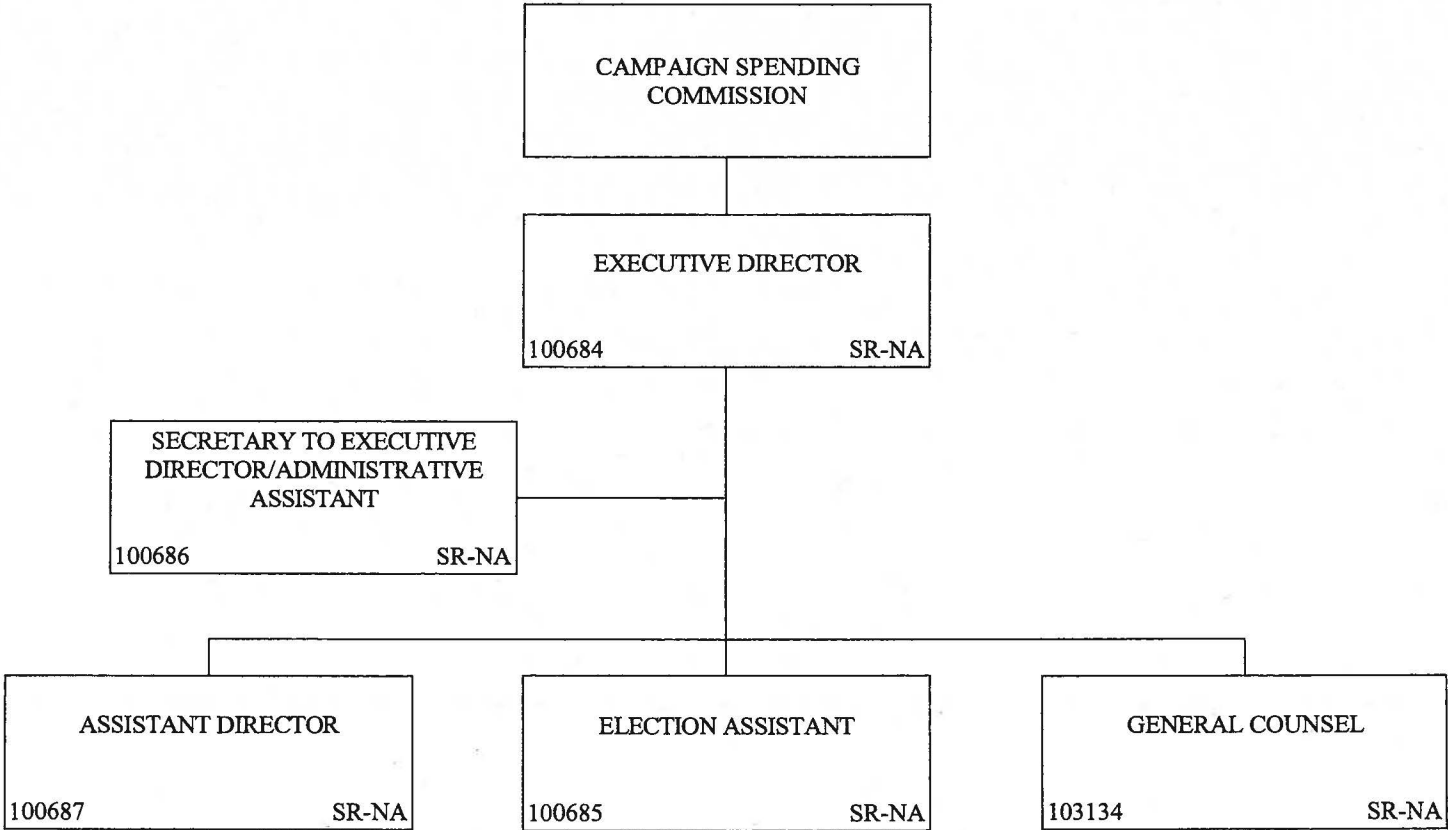 CAMPAIGN SPENDING
COMMISSION
EXECUTIVE DIRECTOR
100684 SR-NA
SECRETARY TO EXECUTIVE
DIRECTOR/ADMINISTRATIVE
ASSISTANT
100686 SR-NA
ASSISTANT DIRECTOR
100687 SR-NA
ELECTION ASSISTANT
100685 SR-NA
GENERAL COUNSEL
103134 SR-NA